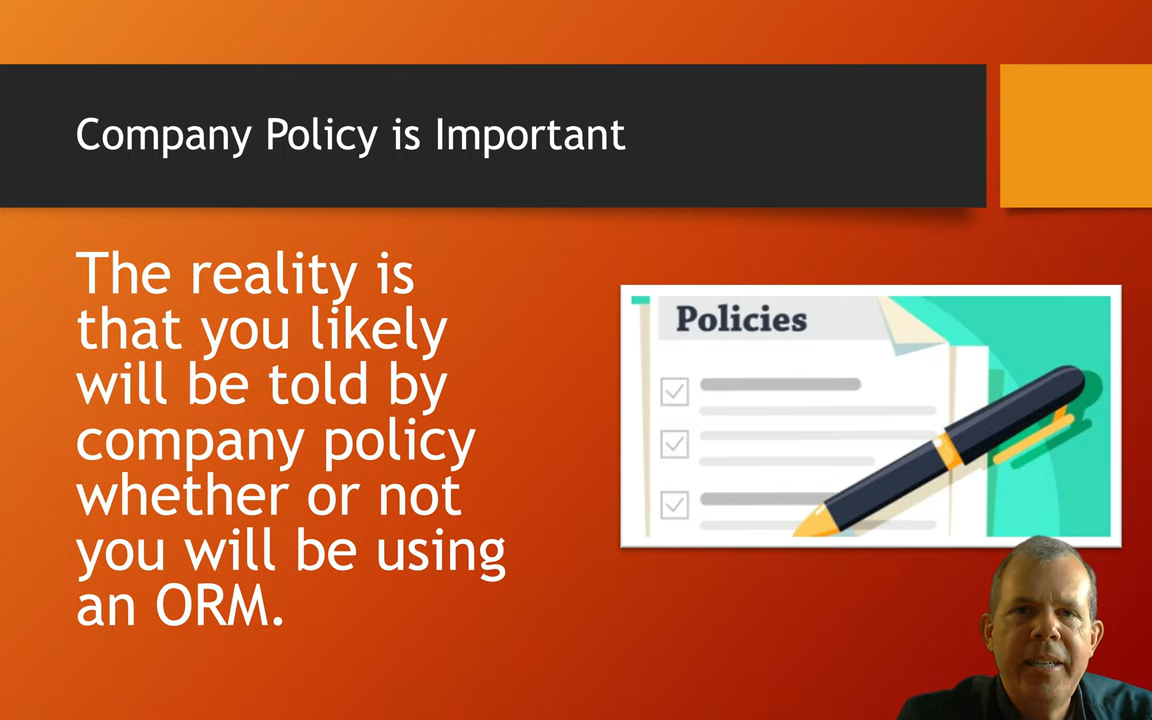 Company Policy is Important
The reality is
that you likely
will be told by
company policy
whether or not
you will be using
an ORM.
Policies